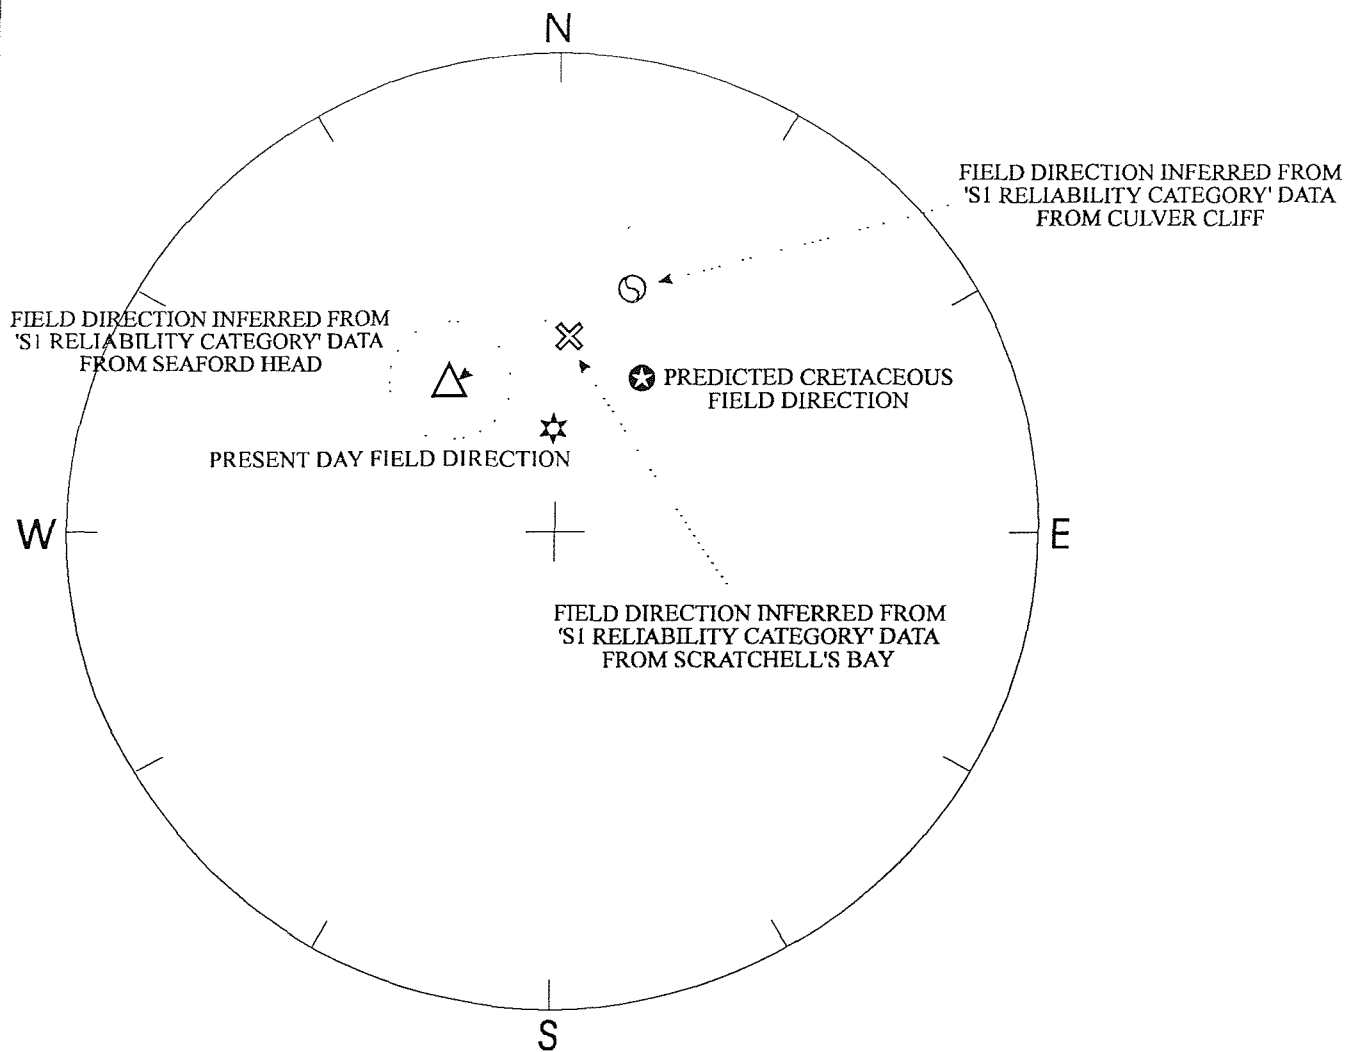 N
FIELD DIRECTION INFERRED FROM
'S1 RELIABILITY CATEGORY' DATA
FROM CULVER CLIFF
FIELD DIRECTION INFERRED FROM
'S1 RELIABILITY CATEGORY' DATA
FROM SEAFORD HEAD
PREDICTED CRETACEOUS
FIELD DIRECTION
PRESENT DAY FIELD DIRECTION
W
E
FIELD DIRECTION INFERRED FROM
'S1 RELIABILITY CATEGORY' DATA
FROM SCRATCHELL'S BAY
S